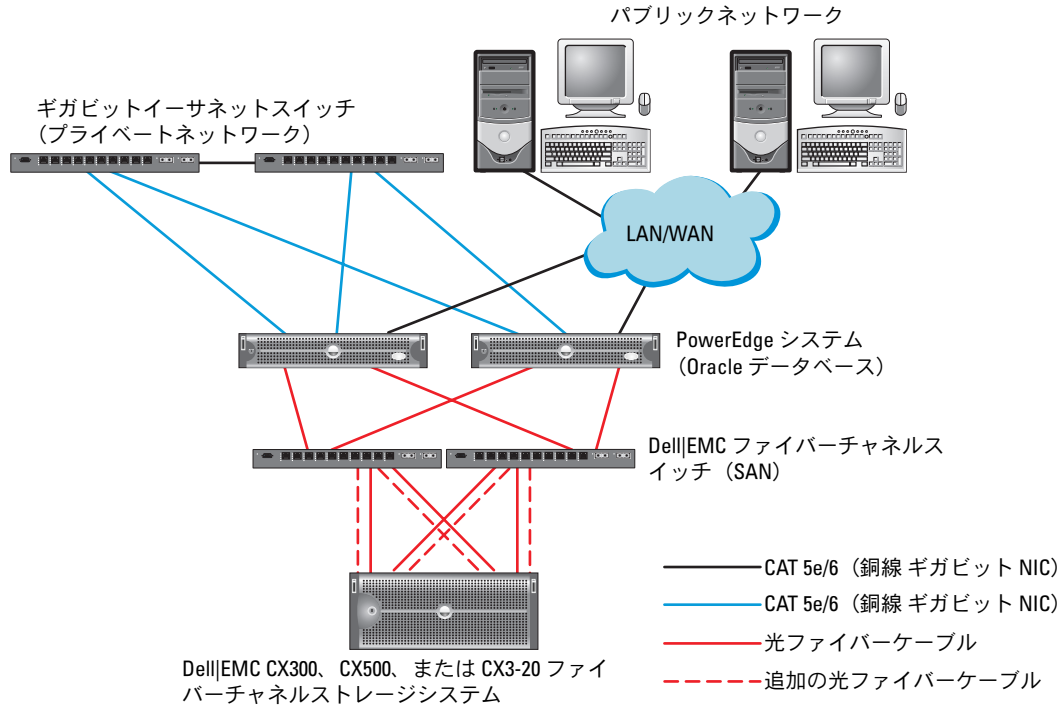 パブリックネットワーク
ギガビットイーサネットスイッチ
(プライベートネットワーク)
LAN/WAN
PowerEdge システム
(Oracle データベース)
Dell|EMC ファイバーチャネルス
イッチ(SAN)
CAT 5e/6(銅線 ギガビット NIC)
CAT 5e/6(銅線 ギガビット NIC)
光ファイバーケーブル
追加の光ファイバーケーブル
Dell|EMC CX300、CX500、または CX3-20 ファイ
バーチャネルストレージシステム